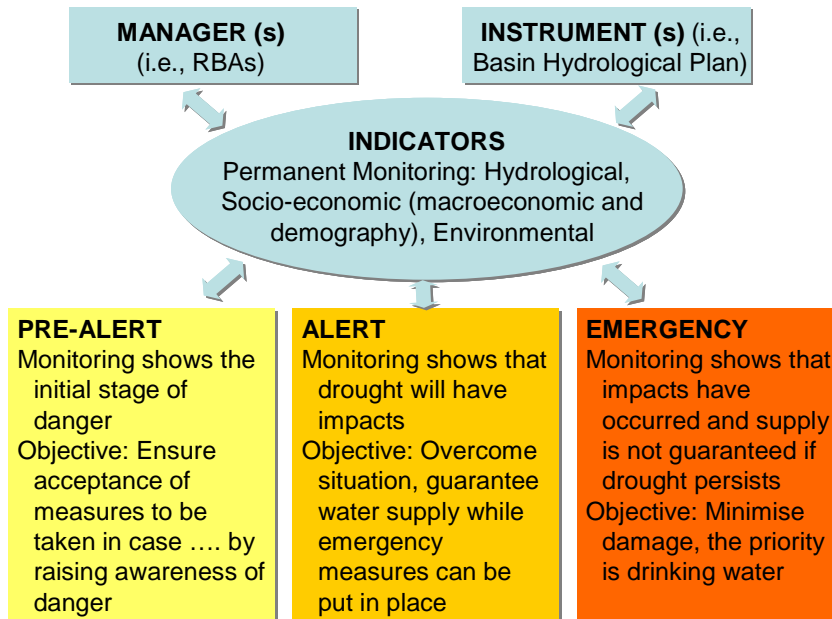 MANAGER (s)
(i.e., RBAs)
INSTRUMENT (s) (i.e.,
Basin Hydrological Plan)
INDICATORS
Permanent Monitoring: Hydrological,
Socio-economic (macroeconomic and
demography), Environmental
PRE-ALERT
Monitoring shows the
initial stage of
danger
Objective: Ensure
acceptance of
measures to be
taken in case .... by
raising awareness of
danger
ALERT
Monitoring shows that
drought will have
impacts
Objective: Overcome
situation, guarantee
water supply while
emergency
measures can be
put in place
EMERGENCY
Monitoring shows that
impacts have
occurred and supply
is not guaranteed if
drought persists
Objective: Minimise
damage, the priority
is drinking water